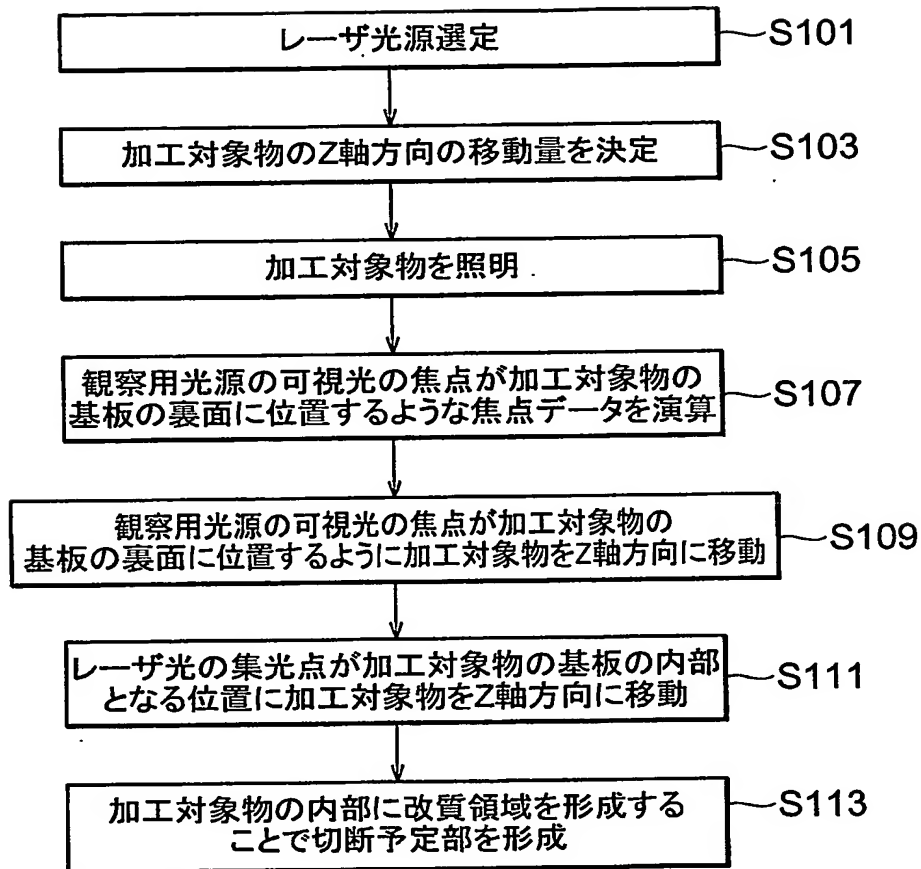 レーザ光源選定
S101
加工対象物のZ軸方向の移動量を決定
S103
加工対象物を照明
S105
観察用光源の可視光の焦点が加工対象物の
基板の裏面に位置するような焦点データを演算
S107
観察用光源の可視光の焦点が加工対象物の
基板の裏面に位置するように加工対象物をZ軸方向に移動
S109
レーザ光の集光点が加工対象物の基板の内部
となる位置に加工対象物をZ軸方向に移動
S111
加工対象物の内部に改質領域を形成する
ことで切断予定部を形成
S113